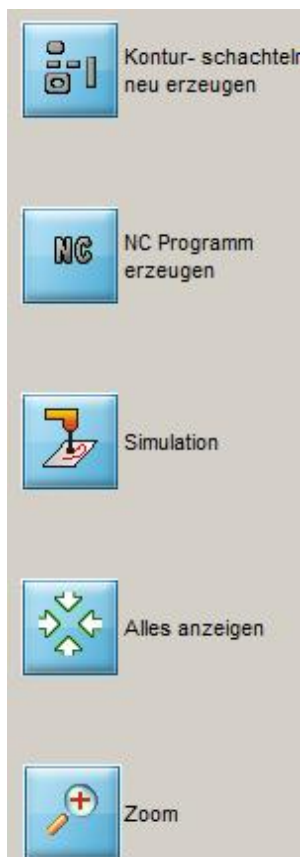 Kontur- schachteln
neu erzeugen
NC
NC Programm
erzeugen
Simulation
Alles anzeigen
Zoom